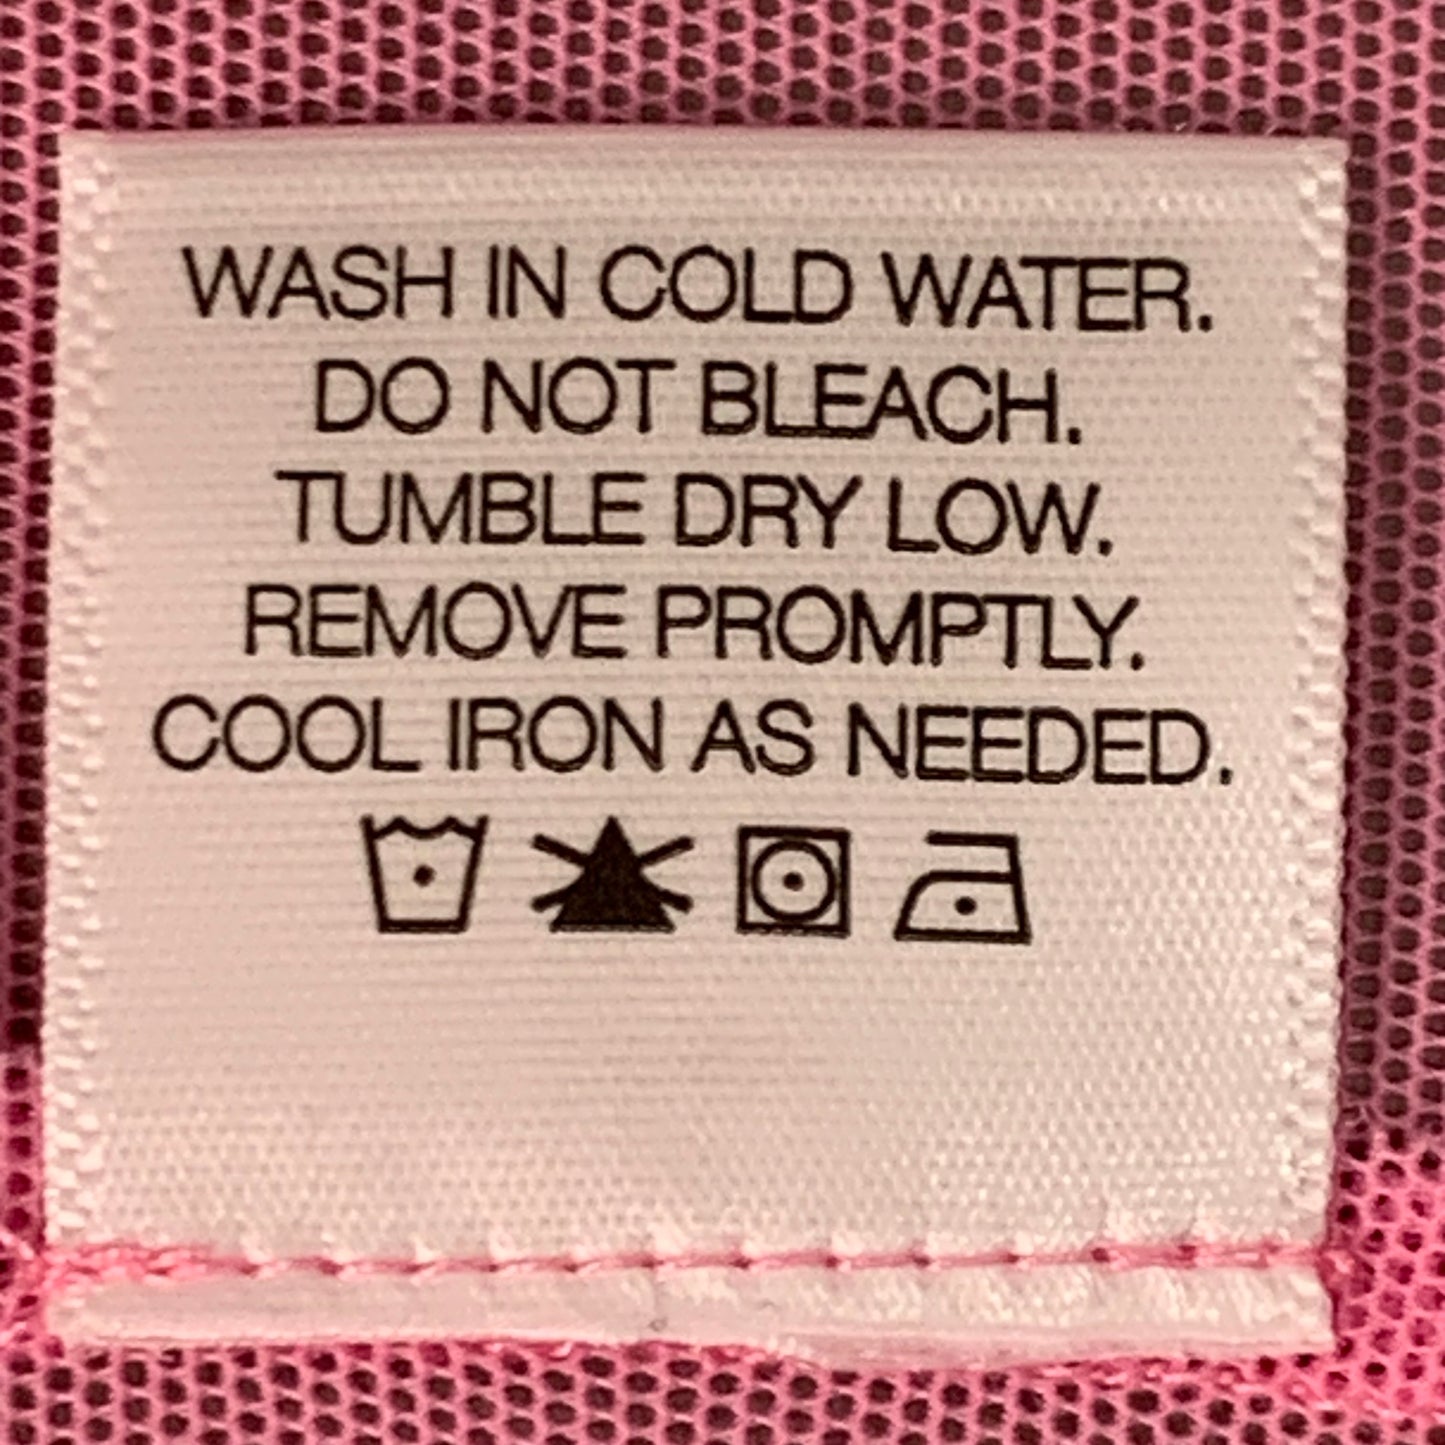 WASH IN COLD WATER.
DO NOT BLEACH.
TUMBLE DRY LOW.
REMOVE PROMPTLY.
COOL IRON AS NEEDED.